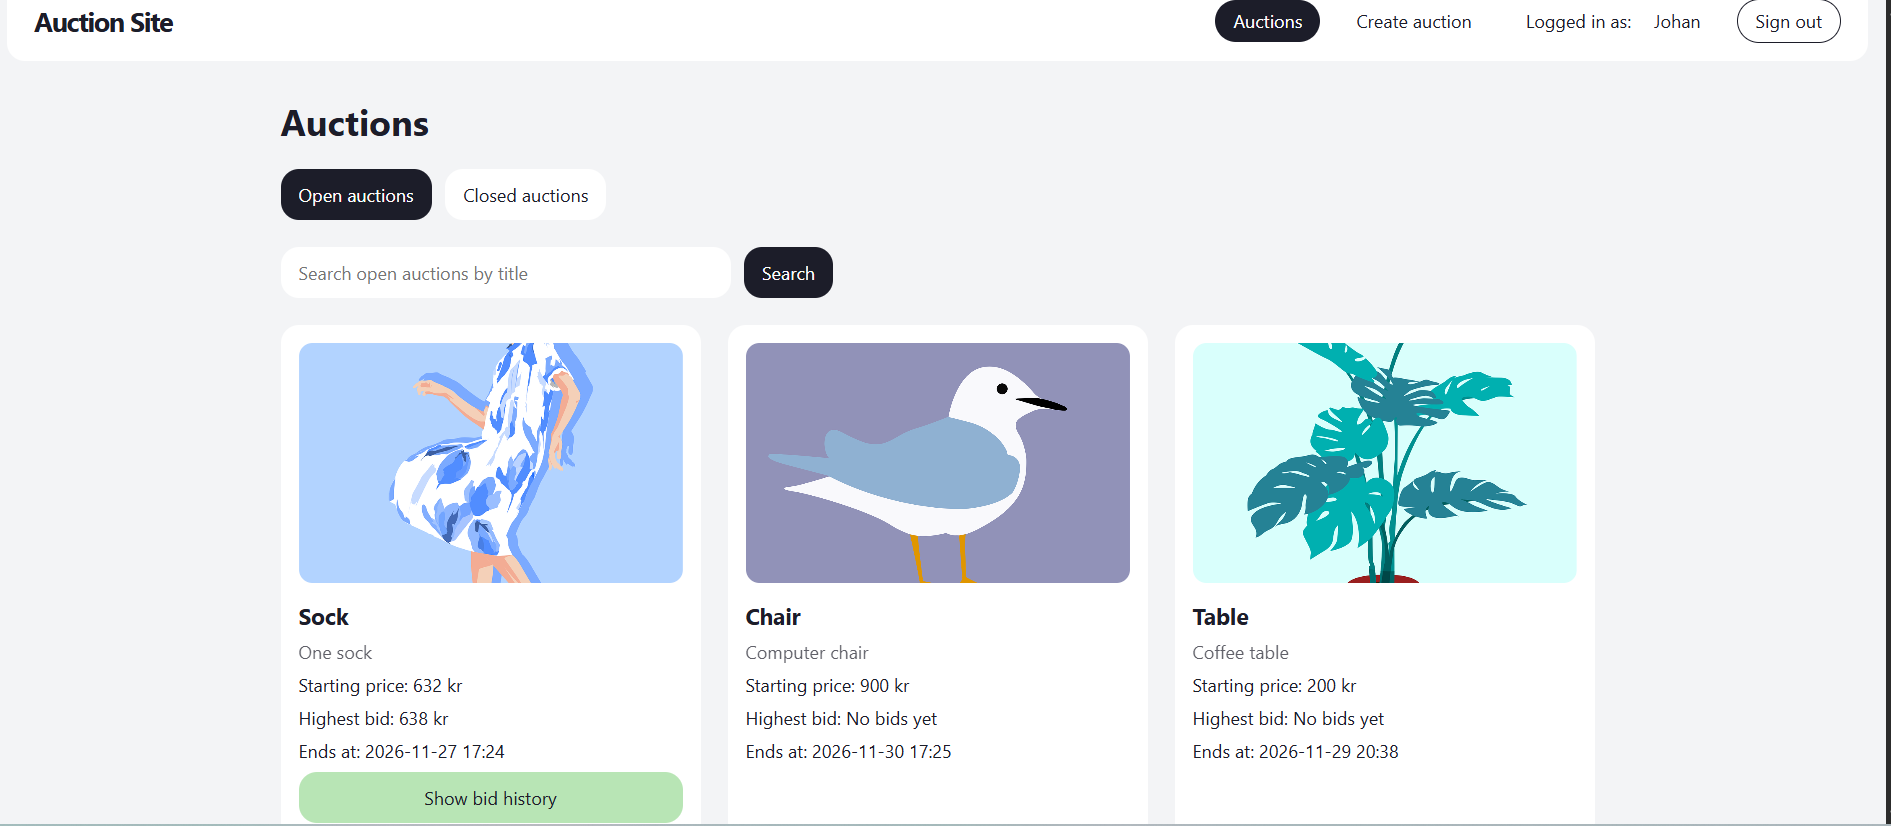 Auction Site
Auctions
Create auction
Logged in as:
Johan
Sign out
Auctions
Open auctions
Closed auctions
Search open auctions by title
Search
Sock
One sock
Starting price: 632 kr
Highest bid: 638 kr
Ends at: 2026-11-27 17:24
Show bid history
Chair
Computer chair
Starting price: 900 kr
Highest bid: No bids yet
Ends at: 2026-11-30 17:25
Table
Coffee table
Starting price: 200 kr
Highest bid: No bids yet
Ends at: 2026-11-29 20:38